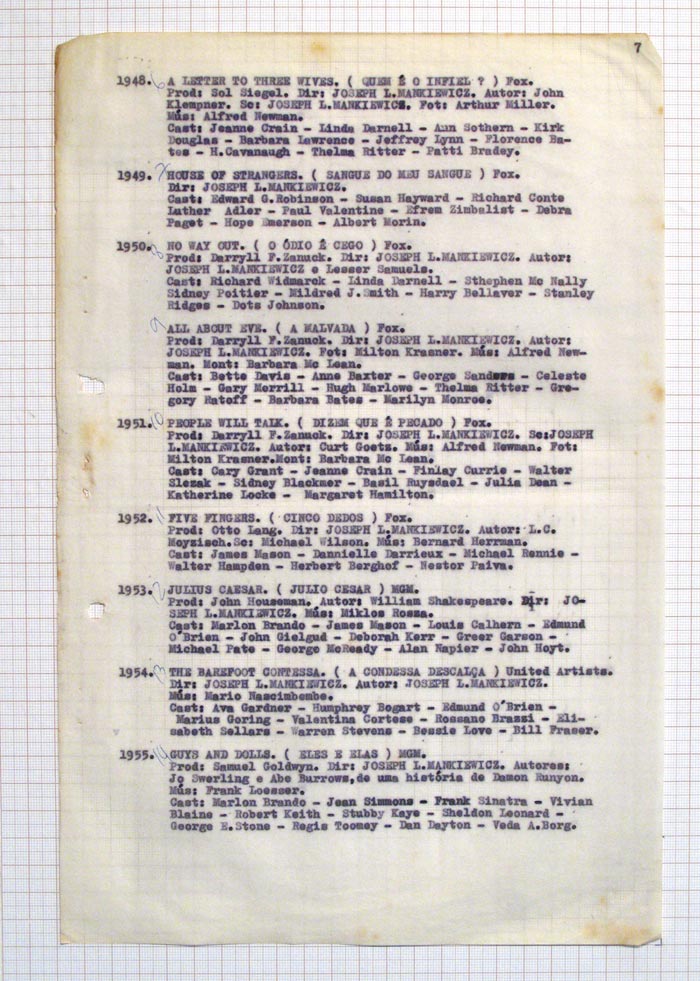 7
1948. 6 A LETTER TO THREE WIVES. ( QUEM É O INFIEL ? ) Fox.
Prod: Sol Siegel. Dir: JOSEPH L.MANKIEWICZ. Autor: John
Klempner. Sc: JOSEPH L.MANKIEWICZ. Fot: Arthur Miller.
Mús: Alfred Newman.
Cast: Jeanne Crain - Linda Darnell - Ann Sothern - Kirk
Douglas - Barbara Lawrence - Jeffrey Lynn - Florence Ba-
tes - H.Cavanaugh - Thelma Ritter - Patti Bradey.
1949. 7 HOUSE OF STRANGERS. ( SANGUE DO MEU SANGUE ) Fox.
Dir: JOSEPH L.MANKIEWICZ.
Cast: Edward G.Robinson - Susan Hayward - Richard Conte
Luther Adler - Paul Valentine - Efrem Zimbalist - Debra
Paget - Hope Emerson - Albert Morin.
1950. 8 NO WAY OUT. ( O ÓDIO É CEGO ) Fox.
Prod: Darryll F.Zanuck. Dir: JOSEPH L.MANKIEWICZ. Autor:
JOSEPH L.MANKIEWICZ e Lesser Samuels.
Cast: Richard Widmarck - Linda Darnell - Sthephen Mc Nally
Sidney Poitier - Mildred J.Smith - Harry Bellaver - Stanley
Ridges - Dots Johnson.
9 ALL ABOUT EVE. ( A MALVADA ) Fox.
Prod: Darryll F.Zanuck. Dir: JOSEPH L.MANKIEWICZ. Autor:
JOSEPH L.MANKIEWICZ. Fot: Milton Krasner. Mús: Alfred New-
man. Mont: Barbara Mc Lean.
Cast: Bette Davis - Anne Baxter - George Sanders - Celeste
Holm - Gary Merrill - Hugh Marlowe - Thelma Ritter - Gre-
gory Ratoff - Barbara Bates - Marilyn Monroe.
1951. 10 PEOPLE WILL TALK. ( DIZEM QUE É PECADO ) Fox.
Prod: Darryll F.Zanuck. Dir: JOSEPH L.MANKIEWICZ. Sc:JOSEPH
L.MANKIEWICZ. Autor: Curt Goetz. Mús: Alfred Newman. Fot:
Milton Krasner.Mont: Barbara Mc Lean.
Cast: Cary Grant - Jeanne Crain - Finlay Currie - Walter
Slezak - Sidney Blackmer - Basil Ruysdael - Julia Dean -
Katherine Locke - Margaret Hamilton.
1952. 11 FIVE FINGERS. ( CINCO DEDOS ) Fox.
Prod: Otto Lang. Dir: JOSEPH L.MANKIEWICZ. Autor: L.C.
Moyzisch.Sc: Michael Wilson. Mús: Bernard Herrman.
Cast: James Mason - Dannielle Darrieux - Michael Rennie -
Walter Hampden - Herbert Berghof - Nestor Paiva.
1953. 12 JULIUS CAESAR. ( JULIO CESAR ) MGM.
Prod: John Houseman. Autor: William Shakespeare. Dir: JO-
SEPH L.MANKIEWICZ. Mús: Miklos Rosza.
Cast: Marlon Brando - James Mason - Louis Calhern - Edmund
O'Brien - John Gielgud - Deborah Kerr - Greer Garson -
Michael Pate - George McReady - Alan Napier - John Hoyt.
1954. 13 THE BAREFOOT CONTESSA. ( A CONDESSA DESCALÇA ) United Artists.
Dir: JOSEPH L.MANKIEWICZ. Autor: JOSEPH L.MANKIEWICZ.
Mús: Mario Nascimbembe.
Cast: Ava Gardner - Humphrey Bogart - Edmund O'Brien -
Marius Goring - Valentina Cortese - Rossano Brazzi - Eli-
sabeth Sellars - Warren Stevens - Bessie Love - Bill Fraser.
1955. 14 GUYS AND DOLLS. ( ELES E ELAS ) MGM.
Prod: Samuel Goldwyn. Dir: JOSEPH L.MANKIEWICZ. Autores:
Jo Swerling e Abe Burrows,de uma história de Damon Runyon.
Mús: Frank Loesser.
Cast: Marlon Brando - Jean Simmons - Frank Sinatra - Vivian
Blaine - Robert Keith - Stubby Kaye - Sheldon Leonard -
George E.Stone - Regis Toomey - Dan Dayton - Veda A.Borg.